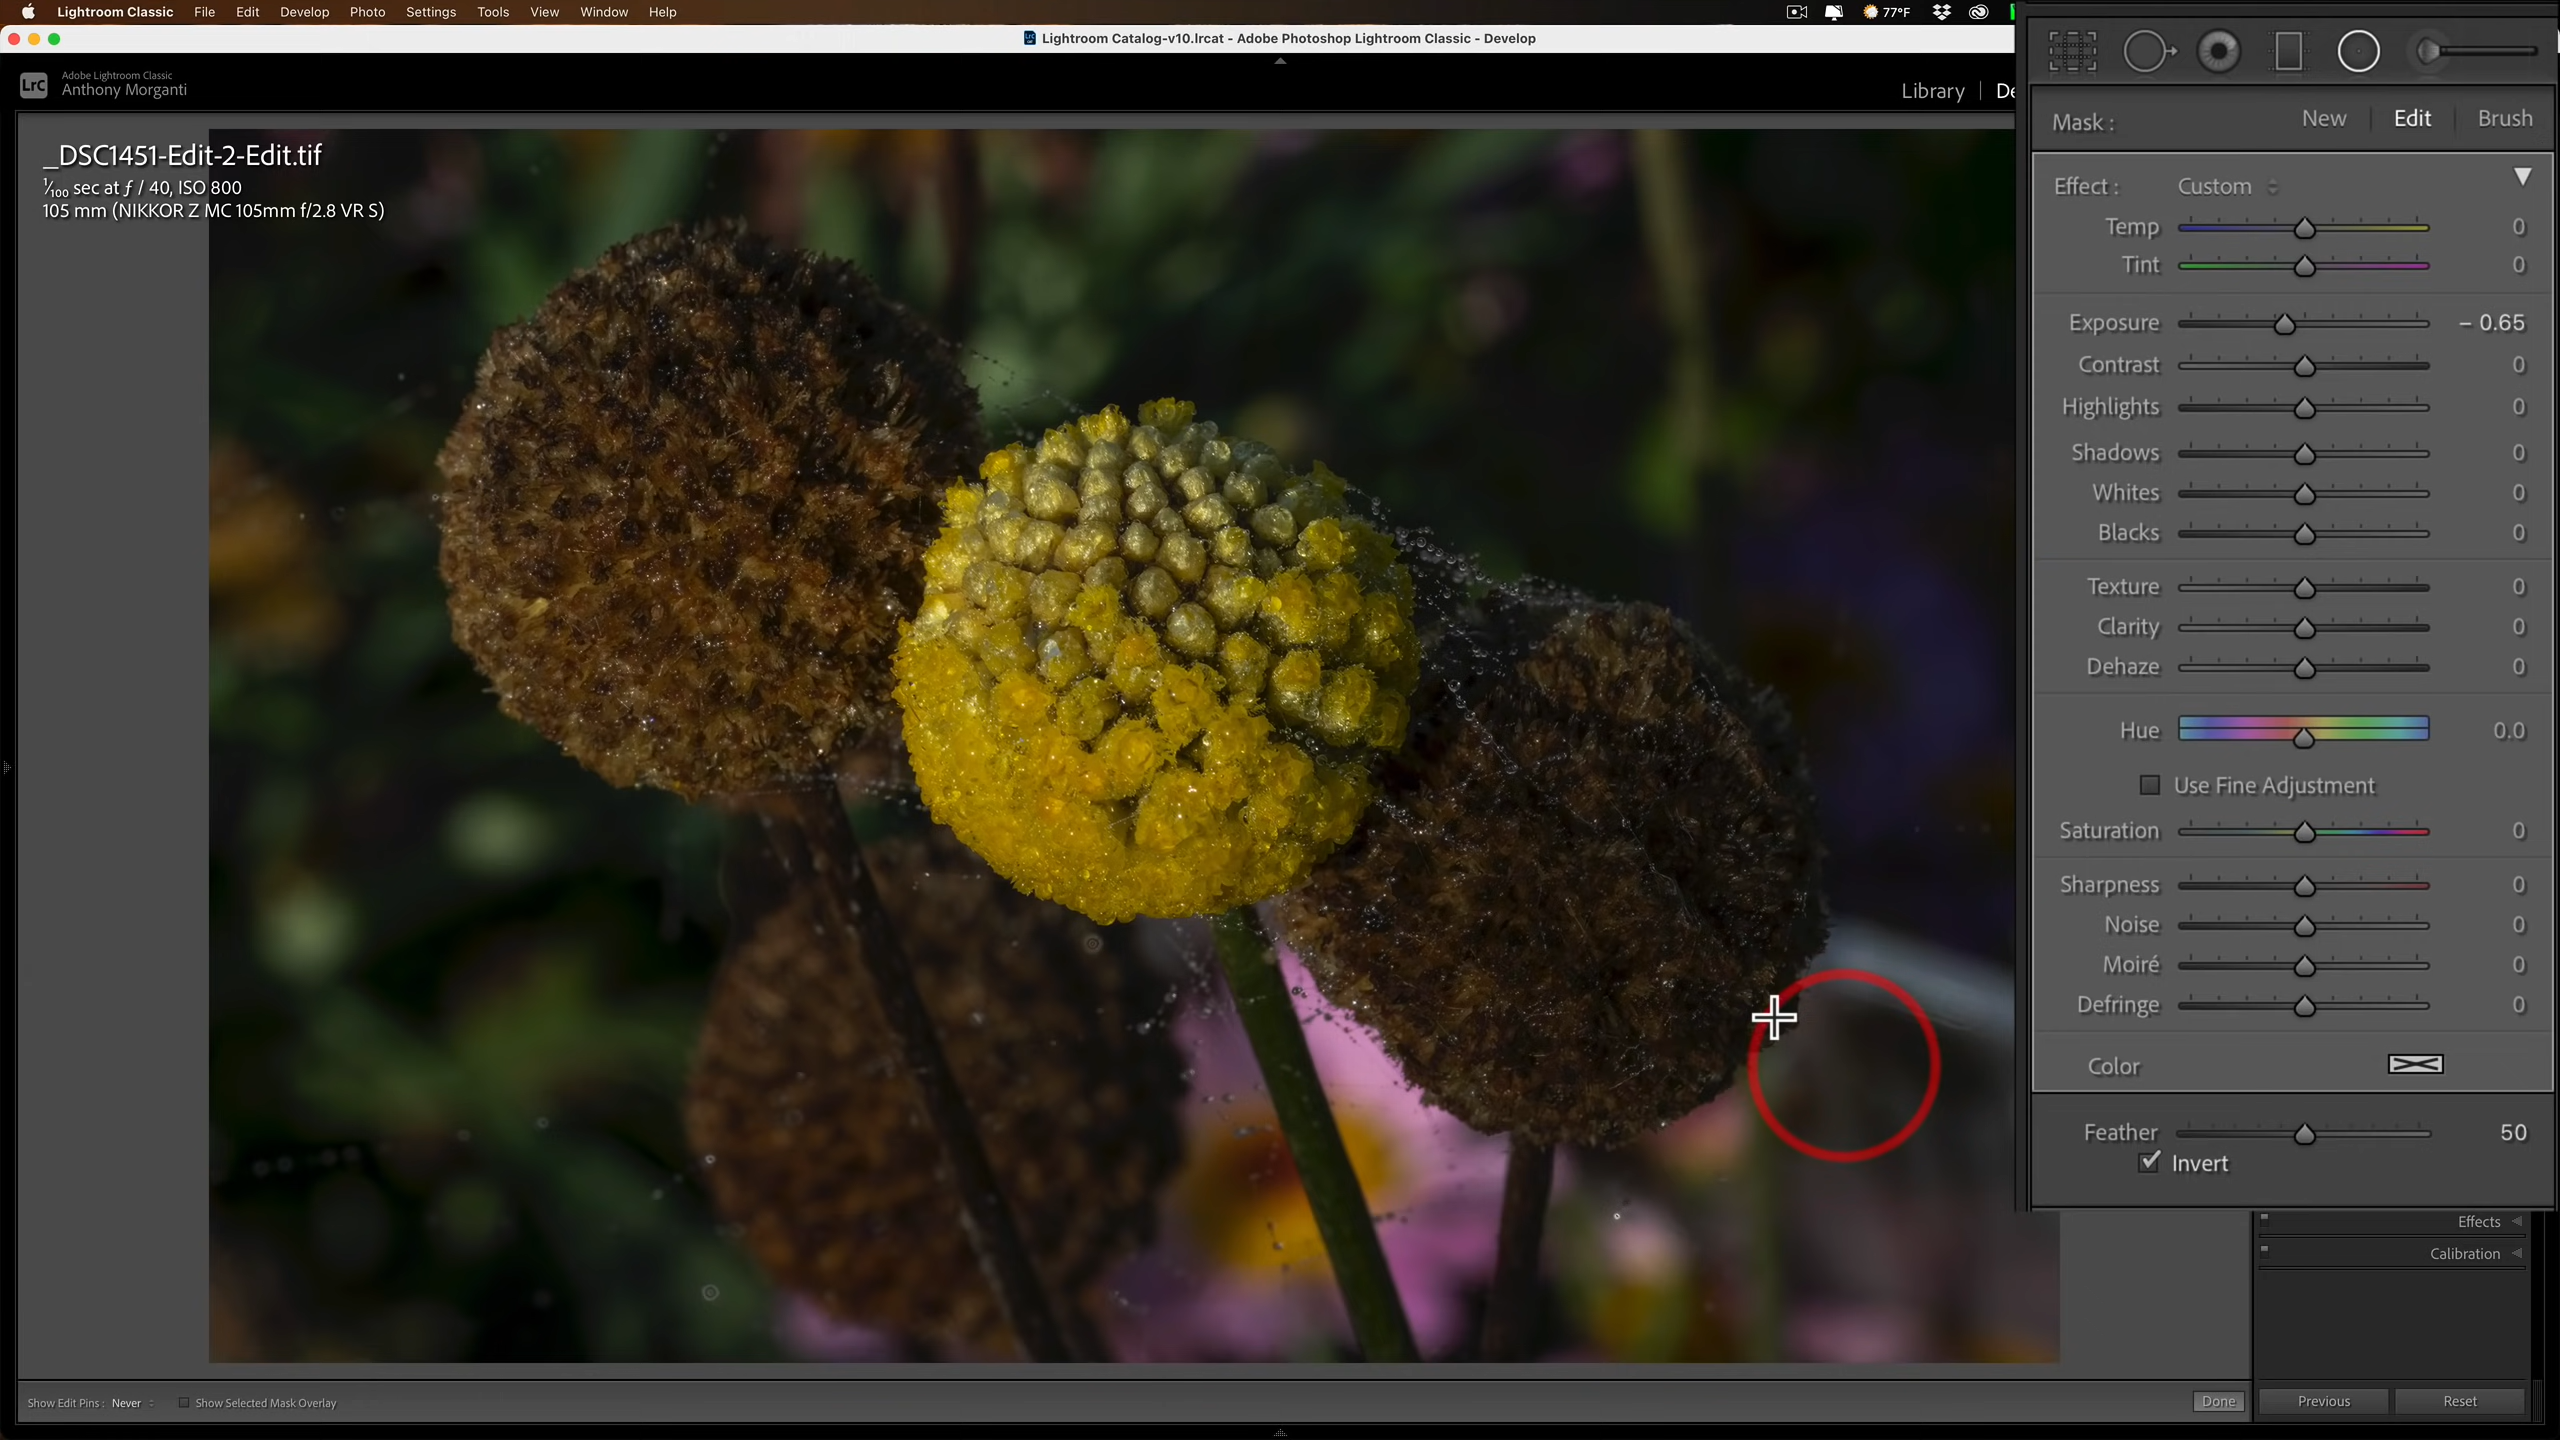 Lightroom Classic File Edit Develop Photo Settings Tools View Window Help 77°F
Lightroom Catalog-v10.lrcat - Adobe Photoshop Lightroom Classic - Develop
LrC
Adobe Lightroom Classic
Anthony Morganti
Library | De
_DSC1451-Edit-2-Edit.tif
1/100 sec at ƒ / 40, ISO 800
105 mm (NIKKOR Z MC 105mm f/2.8 VR S)
Mask : New Edit Brush
Effect : Custom
Temp 0
Tint 0
Exposure – 0.65
Contrast 0
Highlights 0
Shadows 0
Whites 0
Blacks 0
Texture 0
Clarity 0
Dehaze 0
Hue 0.0
Use Fine Adjustment
Saturation 0
Sharpness 0
Noise 0
Moiré 0
Defringe 0
Color
Feather 50
Invert
Effects
Calibration
Show Edit Pins : Never Show Selected Mask Overlay Done Previous Reset